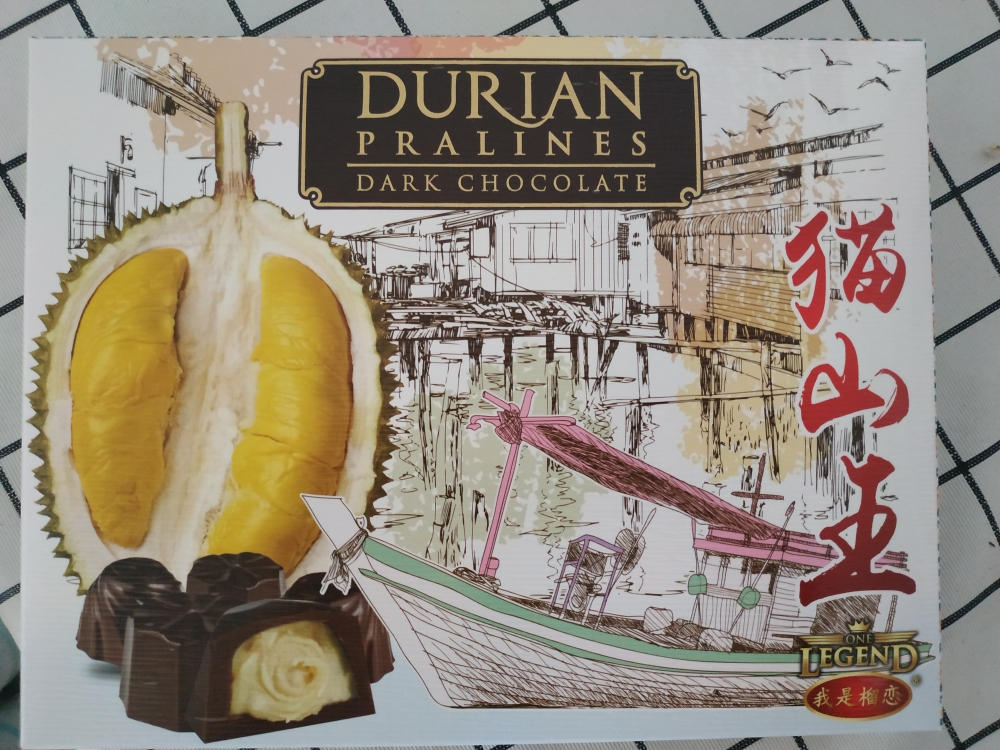 DURIAN
PRALINES
DARK CHOCOLATE
猫
山
王
ONE
LEGEND
®
我是榴恋